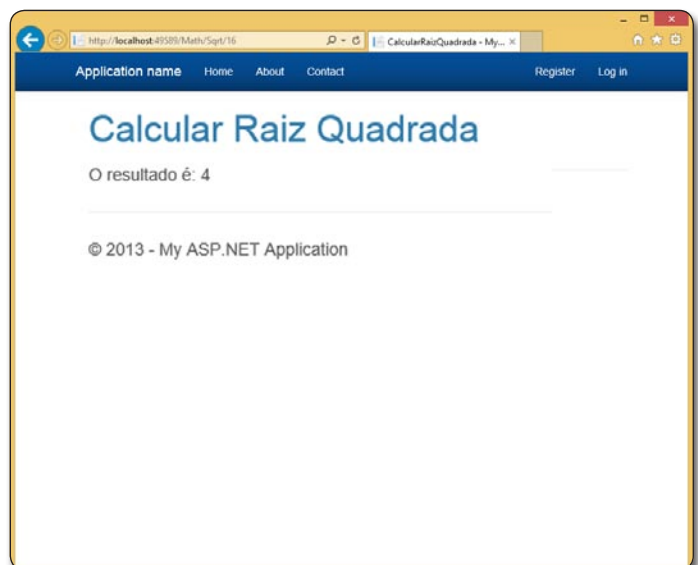 http://localhost:49589/Math/Sqrt/16
CalcularRaizQuadrada - My...
Application name Home About Contact Register Log in
Calcular Raiz Quadrada
O resultado é: 4
© 2013 - My ASP.NET Application